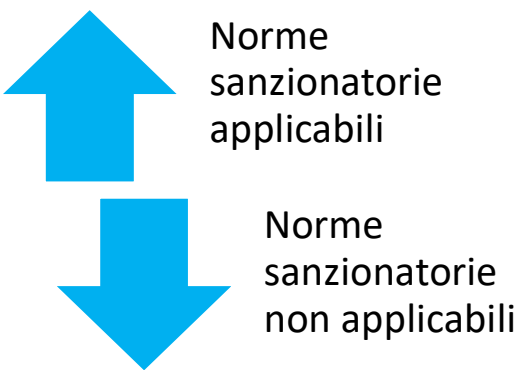 Norme
sanzionatorie
applicabili
Norme
sanzionatorie
non applicabili